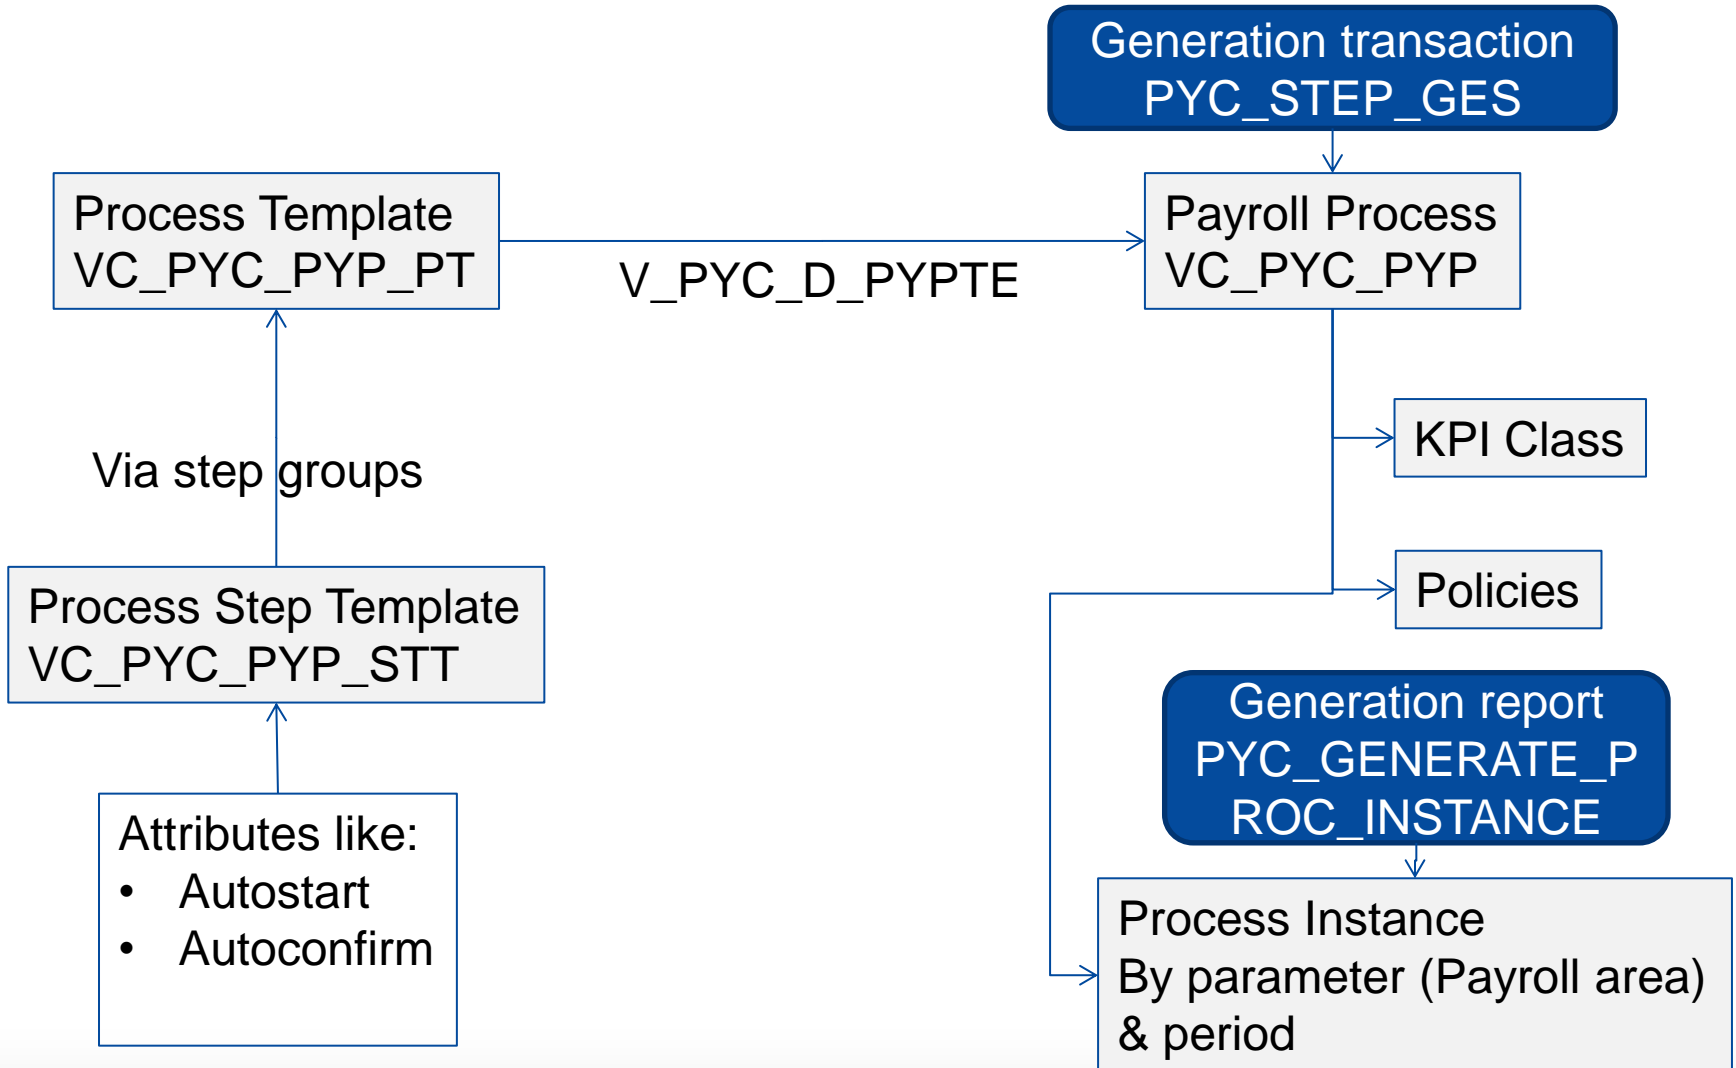 Generation transaction
PYC_STEP_GES
Process Template
VC_PYC_PYP_PT
V_PYC_D_PYPTE
Payroll Process
VC_PYC_PYP
KPI Class
Via step groups
Policies
Process Step Template
VC_PYC_PYP_STT
Generation report
PYC_GENERATE_P
ROC_INSTANCE
Attributes like:
• Autostart
• Autoconfirm
Process Instance
By parameter (Payroll area)
& period